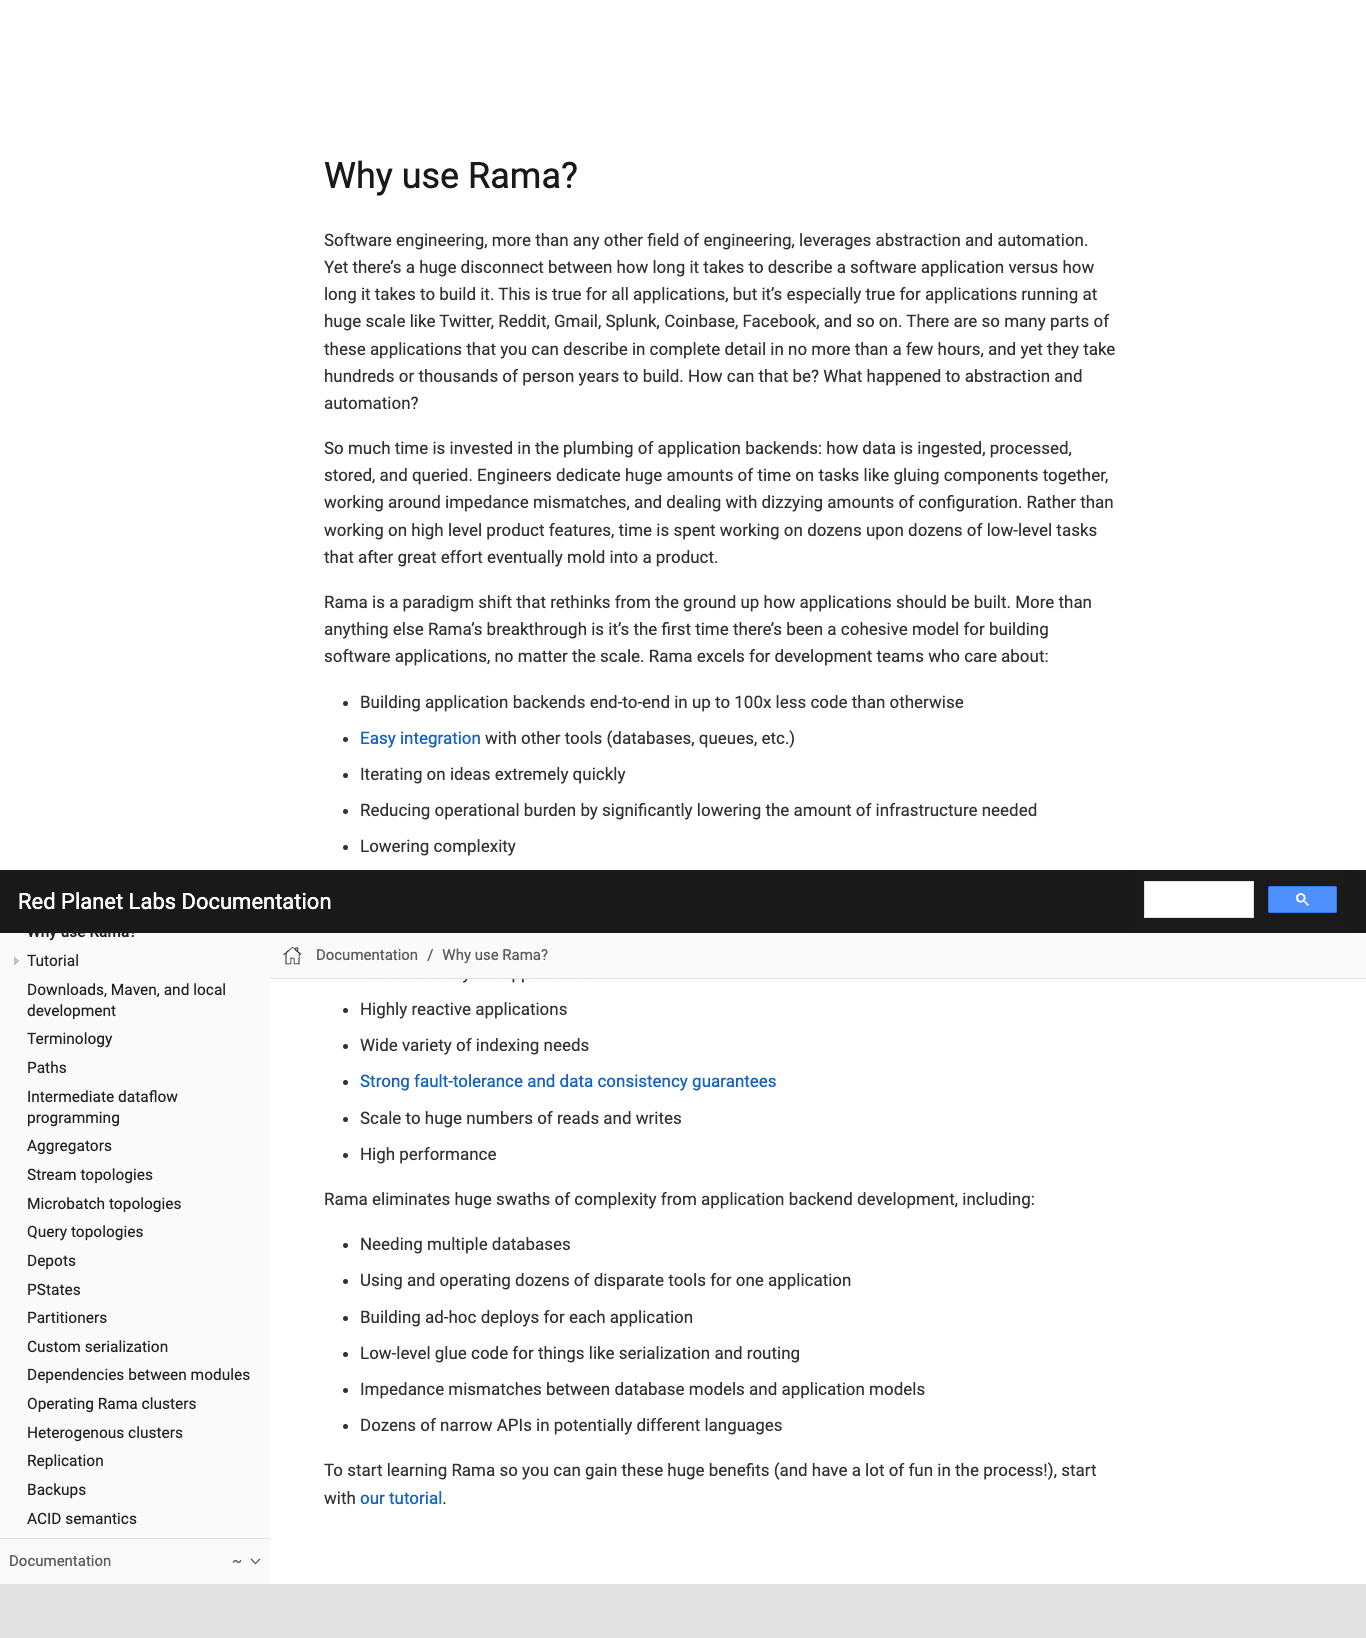 Why use Rama?
Software engineering, more than any other field of engineering, leverages abstraction and automation.
Yet there’s a huge disconnect between how long it takes to describe a software application versus how
long it takes to build it. This is true for all applications, but it’s especially true for applications running at
huge scale like Twitter, Reddit, Gmail, Splunk, Coinbase, Facebook, and so on. There are so many parts of
these applications that you can describe in complete detail in no more than a few hours, and yet they take
hundreds or thousands of person years to build. How can that be? What happened to abstraction and
automation?
So much time is invested in the plumbing of application backends: how data is ingested, processed,
stored, and queried. Engineers dedicate huge amounts of time on tasks like gluing components together,
working around impedance mismatches, and dealing with dizzying amounts of configuration. Rather than
working on high level product features, time is spent working on dozens upon dozens of low-level tasks
that after great effort eventually mold into a product.
Rama is a paradigm shift that rethinks from the ground up how applications should be built. More than
anything else Rama’s breakthrough is it’s the first time there’s been a cohesive model for building
software applications, no matter the scale. Rama excels for development teams who care about:
• Building application backends end-to-end in up to 100x less code than otherwise
• Easy integration with other tools (databases, queues, etc.)
• Iterating on ideas extremely quickly
• Reducing operational burden by significantly lowering the amount of infrastructure needed
• Lowering complexity
Red Planet Labs Documentation
Why use Rama?
Tutorial
Downloads, Maven, and local
development
Terminology
Paths
Intermediate dataflow
programming
Aggregators
Stream topologies
Microbatch topologies
Query topologies
Depots
PStates
Partitioners
Custom serialization
Dependencies between modules
Operating Rama clusters
Heterogenous clusters
Replication
Backups
ACID semantics
Documentation ~
Documentation / Why use Rama?
• Highly reactive applications
• Wide variety of indexing needs
• Strong fault-tolerance and data consistency guarantees
• Scale to huge numbers of reads and writes
• High performance
Rama eliminates huge swaths of complexity from application backend development, including:
• Needing multiple databases
• Using and operating dozens of disparate tools for one application
• Building ad-hoc deploys for each application
• Low-level glue code for things like serialization and routing
• Impedance mismatches between database models and application models
• Dozens of narrow APIs in potentially different languages
To start learning Rama so you can gain these huge benefits (and have a lot of fun in the process!), start
with our tutorial.